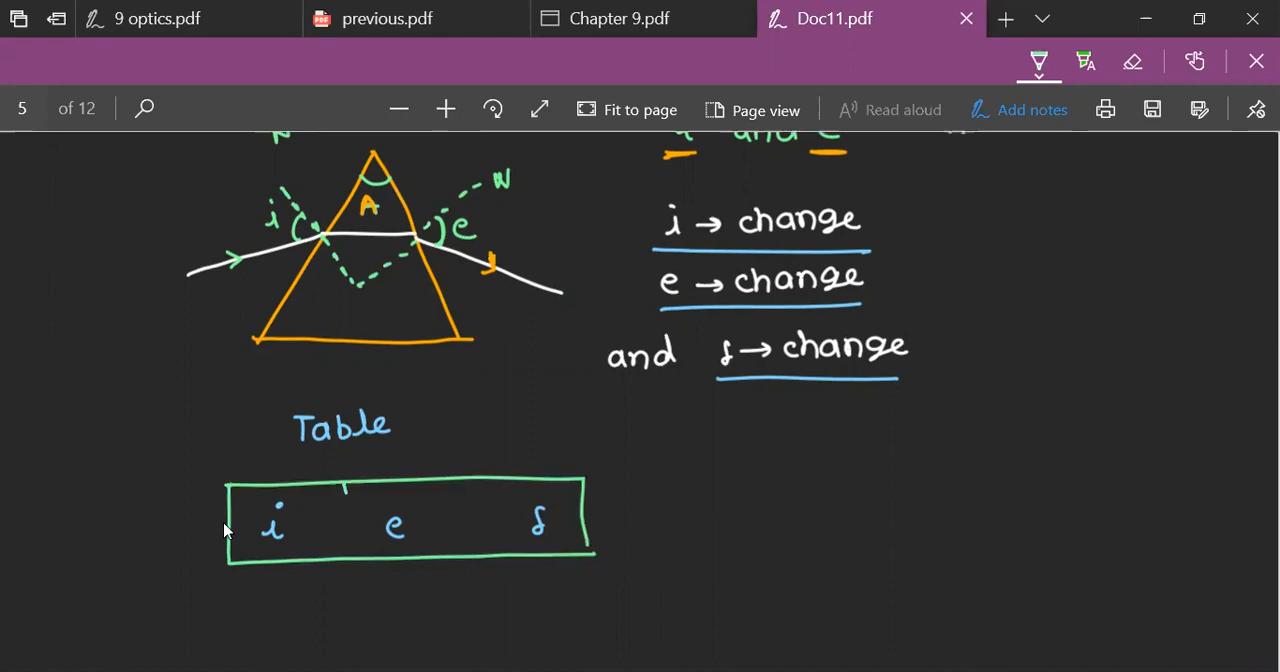 9 optics.pdf
previous.pdf
Chapter 9.pdf
Doc11.pdf
5 of 12
Fit to page
Page view
Read aloud
Add notes
and e
N
N
i
A
e
i → change
e → change
and δ → change
Table
i e δ